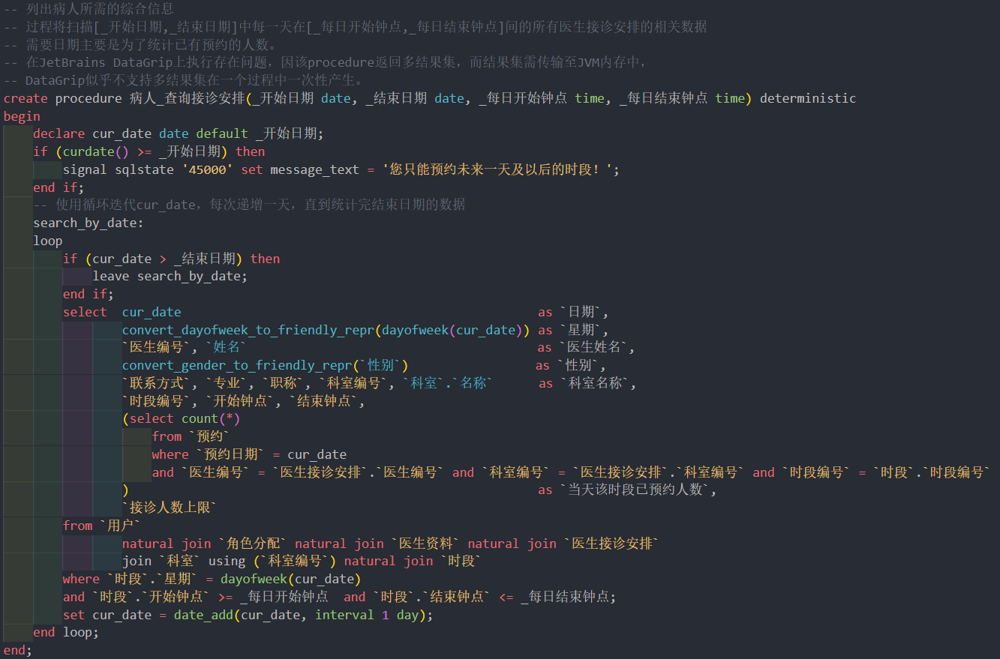 -- 列出病人所需的综合信息
-- 过程将扫描[_开始日期,_结束日期]中每一天在[_每日开始钟点,_每日结束钟点]间的所有医生接诊安排的相关数据
-- 需要日期主要是为了统计已有预约的人数。
-- 在JetBrains DataGrip上执行存在问题，因该procedure返回多结果集，而结果集需传输至JVM内存中，
-- DataGrip似乎不支持多结果集在一个过程中一次性产生。
create procedure 病人_查询接诊安排(_开始日期 date, _结束日期 date, _每日开始钟点 time, _每日结束钟点 time) deterministic
begin
    declare cur_date date default _开始日期;
    if (curdate() >= _开始日期) then
        signal sqlstate '45000' set message_text = '您只能预约未来一天及以后的时段！';
    end if;
    -- 使用循环迭代cur_date，每次递增一天，直到统计完结束日期的数据
    search_by_date:
    loop
        if (cur_date > _结束日期) then
            leave search_by_date;
        end if;
        select  cur_date                                                as `日期`,
                convert_dayofweek_to_friendly_repr(dayofweek(cur_date)) as `星期`,
                `医生编号`, `姓名`                                        as `医生姓名`,
                convert_gender_to_friendly_repr(`性别`)                 as `性别`,
                `联系方式`, `专业`, `职称`, `科室编号`, `科室`.`名称`      as `科室名称`,
                `时段编号`, `开始钟点`, `结束钟点`,
                (select count(*)
                    from `预约`
                    where `预约日期` = cur_date
                    and `医生编号` = `医生接诊安排`.`医生编号` and `科室编号` = `医生接诊安排`.`科室编号` and `时段编号` = `时段`.`时段编号`
                )                                                       as `当天该时段已预约人数`,
                `接诊人数上限`
        from `用户`
                natural join `角色分配` natural join `医生资料` natural join `医生接诊安排`
                join `科室` using (`科室编号`) natural join `时段`
        where `时段`.`星期` = dayofweek(cur_date)
        and `时段`.`开始钟点` >= _每日开始钟点  and `时段`.`结束钟点` <= _每日结束钟点;
        set cur_date = date_add(cur_date, interval 1 day);
    end loop;
end;